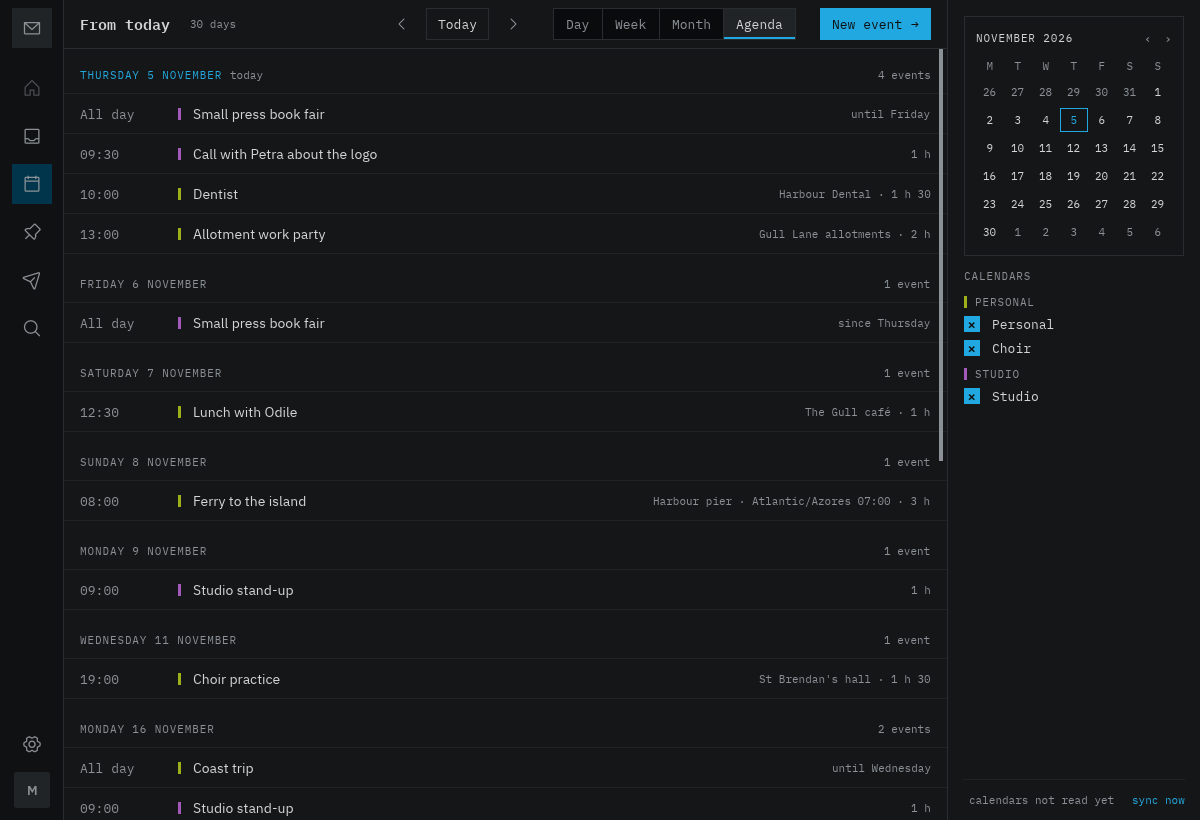 From today 30 days Today Day Week Month Agenda New event →
THURSDAY 5 NOVEMBER today 4 events
All day Small press book fair until Friday
09:30 Call with Petra about the logo 1 h
10:00 Dentist Harbour Dental · 1 h 30
13:00 Allotment work party Gull Lane allotments · 2 h
FRIDAY 6 NOVEMBER 1 event
All day Small press book fair since Thursday
SATURDAY 7 NOVEMBER 1 event
12:30 Lunch with Odile The Gull café · 1 h
SUNDAY 8 NOVEMBER 1 event
08:00 Ferry to the island Harbour pier · Atlantic/Azores 07:00 · 3 h
MONDAY 9 NOVEMBER 1 event
09:00 Studio stand-up 1 h
WEDNESDAY 11 NOVEMBER 1 event
19:00 Choir practice St Brendan's hall · 1 h 30
MONDAY 16 NOVEMBER 2 events
All day Coast trip until Wednesday
09:00 Studio stand-up 1 h
NOVEMBER 2026 ‹ ›
M T W T F S S
26 27 28 29 30 31 1
2 3 4 5 6 7 8
9 10 11 12 13 14 15
16 17 18 19 20 21 22
23 24 25 26 27 28 29
30 1 2 3 4 5 6
CALENDARS
PERSONAL
× Personal
× Choir
STUDIO
× Studio
calendars not read yet sync now
M